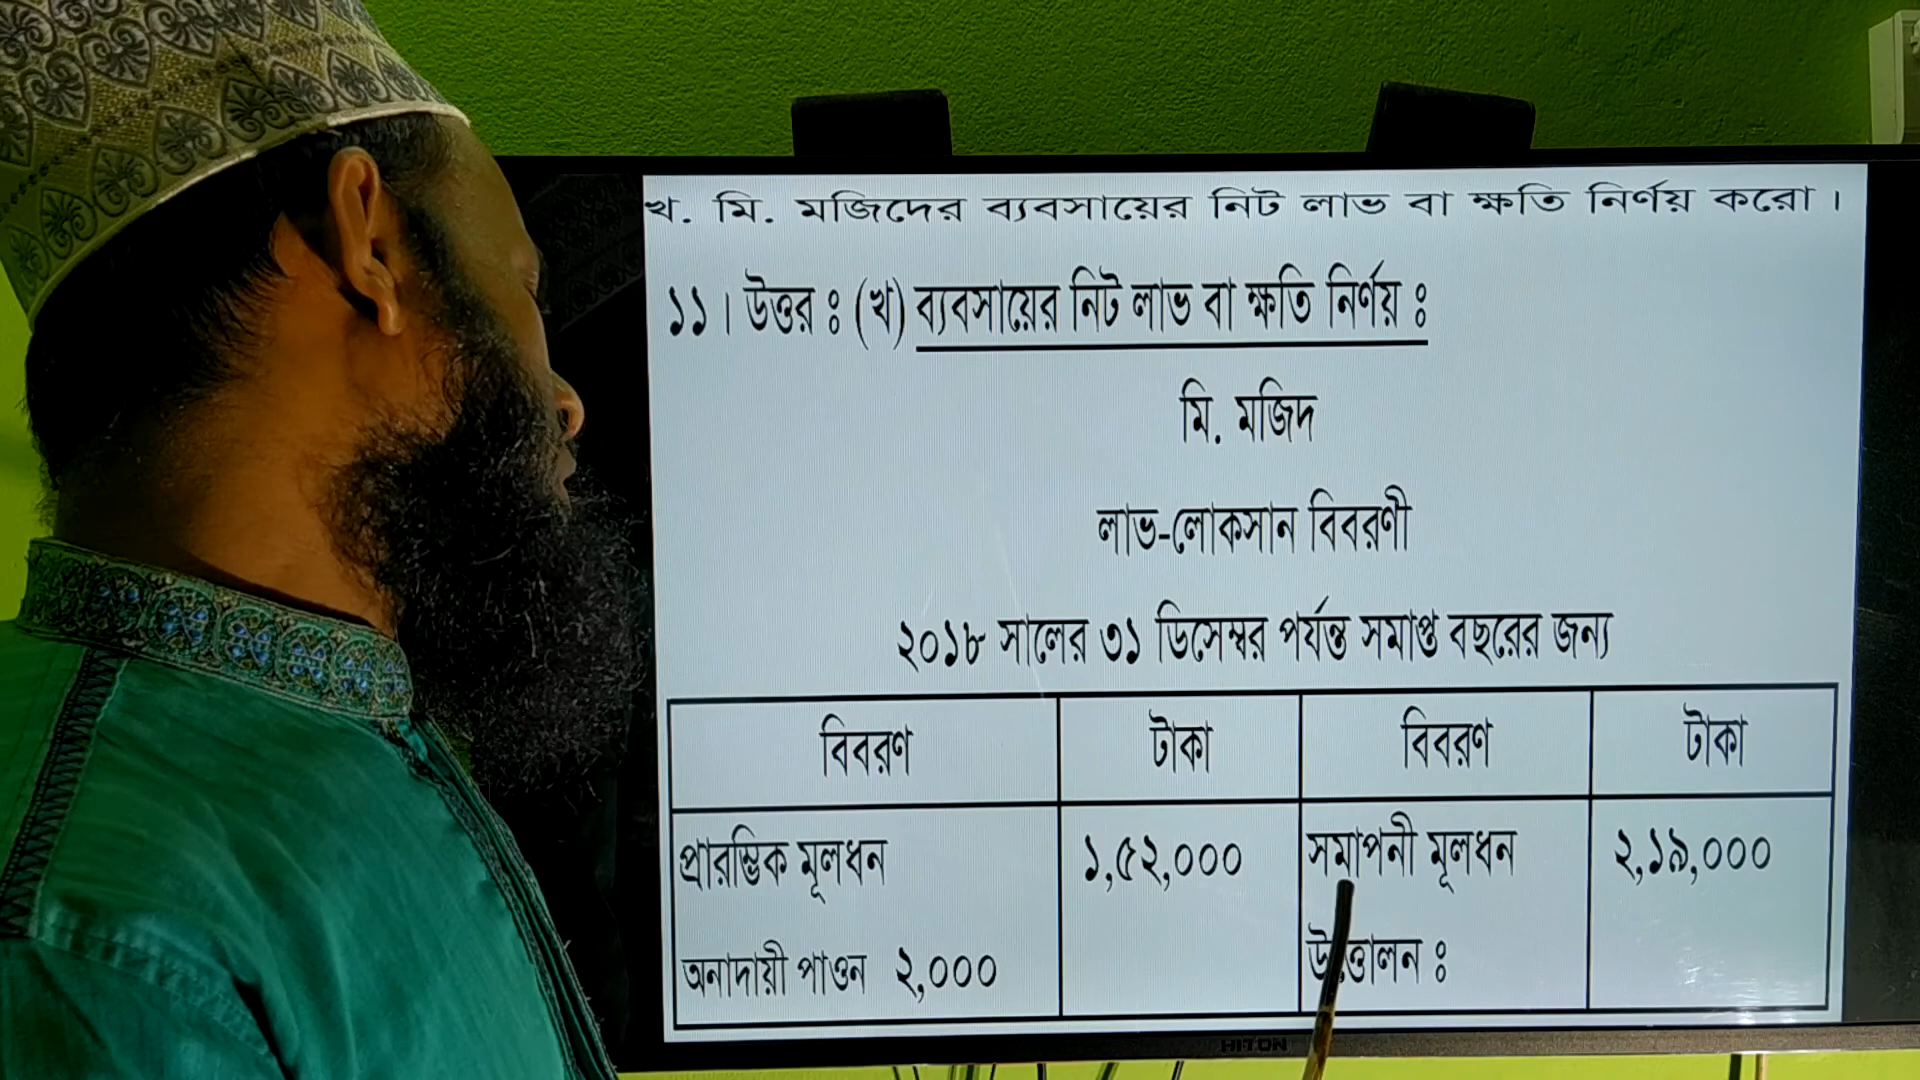 খ. মি. মজিদের ব্যবসায়ের নিট লাভ বা ক্ষতি নির্ণয় করো।
১১। উত্তর ঃ (খ) ব্যবসায়ের নিট লাভ বা ক্ষতি নির্ণয় ঃ
মি. মজিদ
লাভ-লোকসান বিবরণী
২০১৮ সালের ৩১ ডিসেম্বর পর্যন্ত সমাপ্ত বছরের জন্য
বিবরণ টাকা বিবরণ টাকা
প্রারম্ভিক মূলধন ১,৫২,০০০ সমাপনী মূলধন ২,১৯,০০০
অনাদায়ী পাওন ২,০০০ উত্তোলন ঃ
HITON